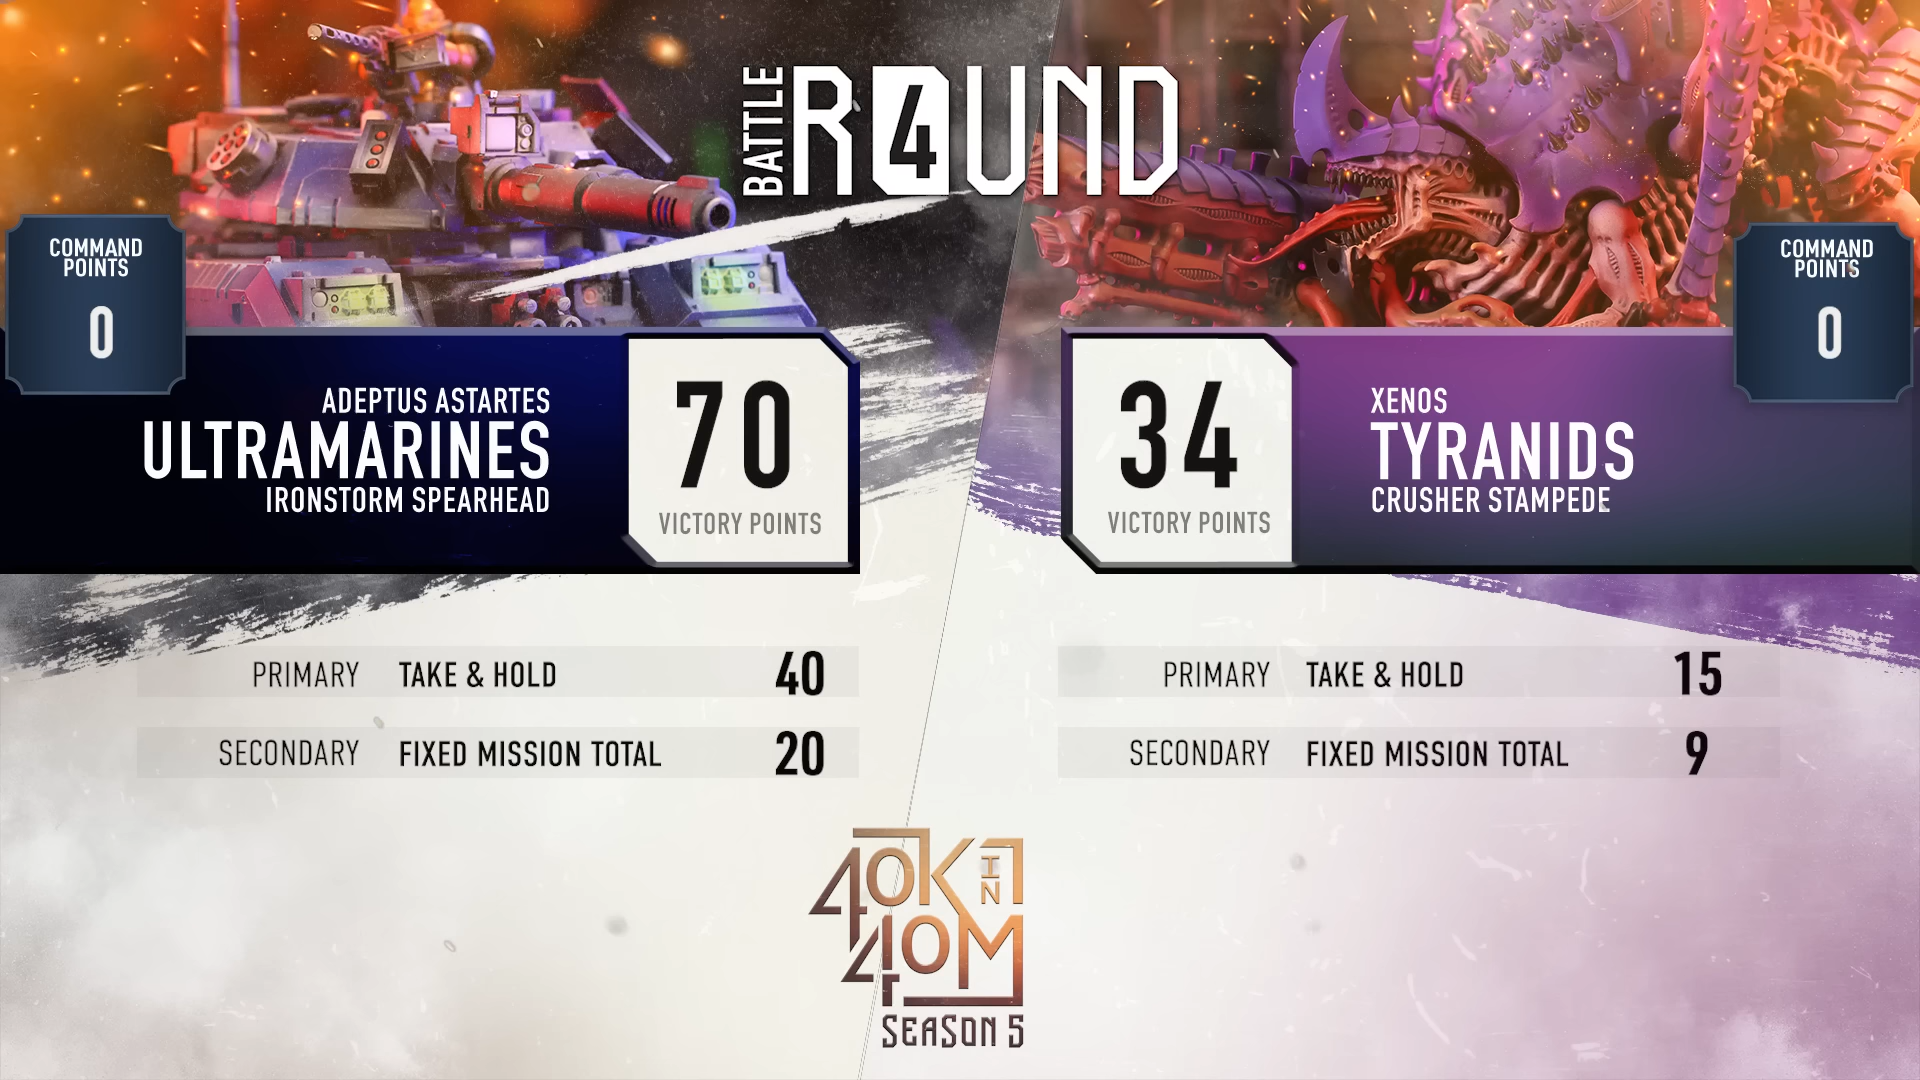 BATTLE
R4UND
COMMAND
POINTS
0
ADEPTUS ASTARTES
ULTRAMARINES
IRONSTORM SPEARHEAD
70
VICTORY POINTS
PRIMARY TAKE & HOLD 40
SECONDARY FIXED MISSION TOTAL 20
COMMAND
POINTS
0
34
VICTORY POINTS
XENOS
TYRANIDS
CRUSHER STAMPEDE
PRIMARY TAKE & HOLD 15
SECONDARY FIXED MISSION TOTAL 9
40K IN
40M
SEASON 5